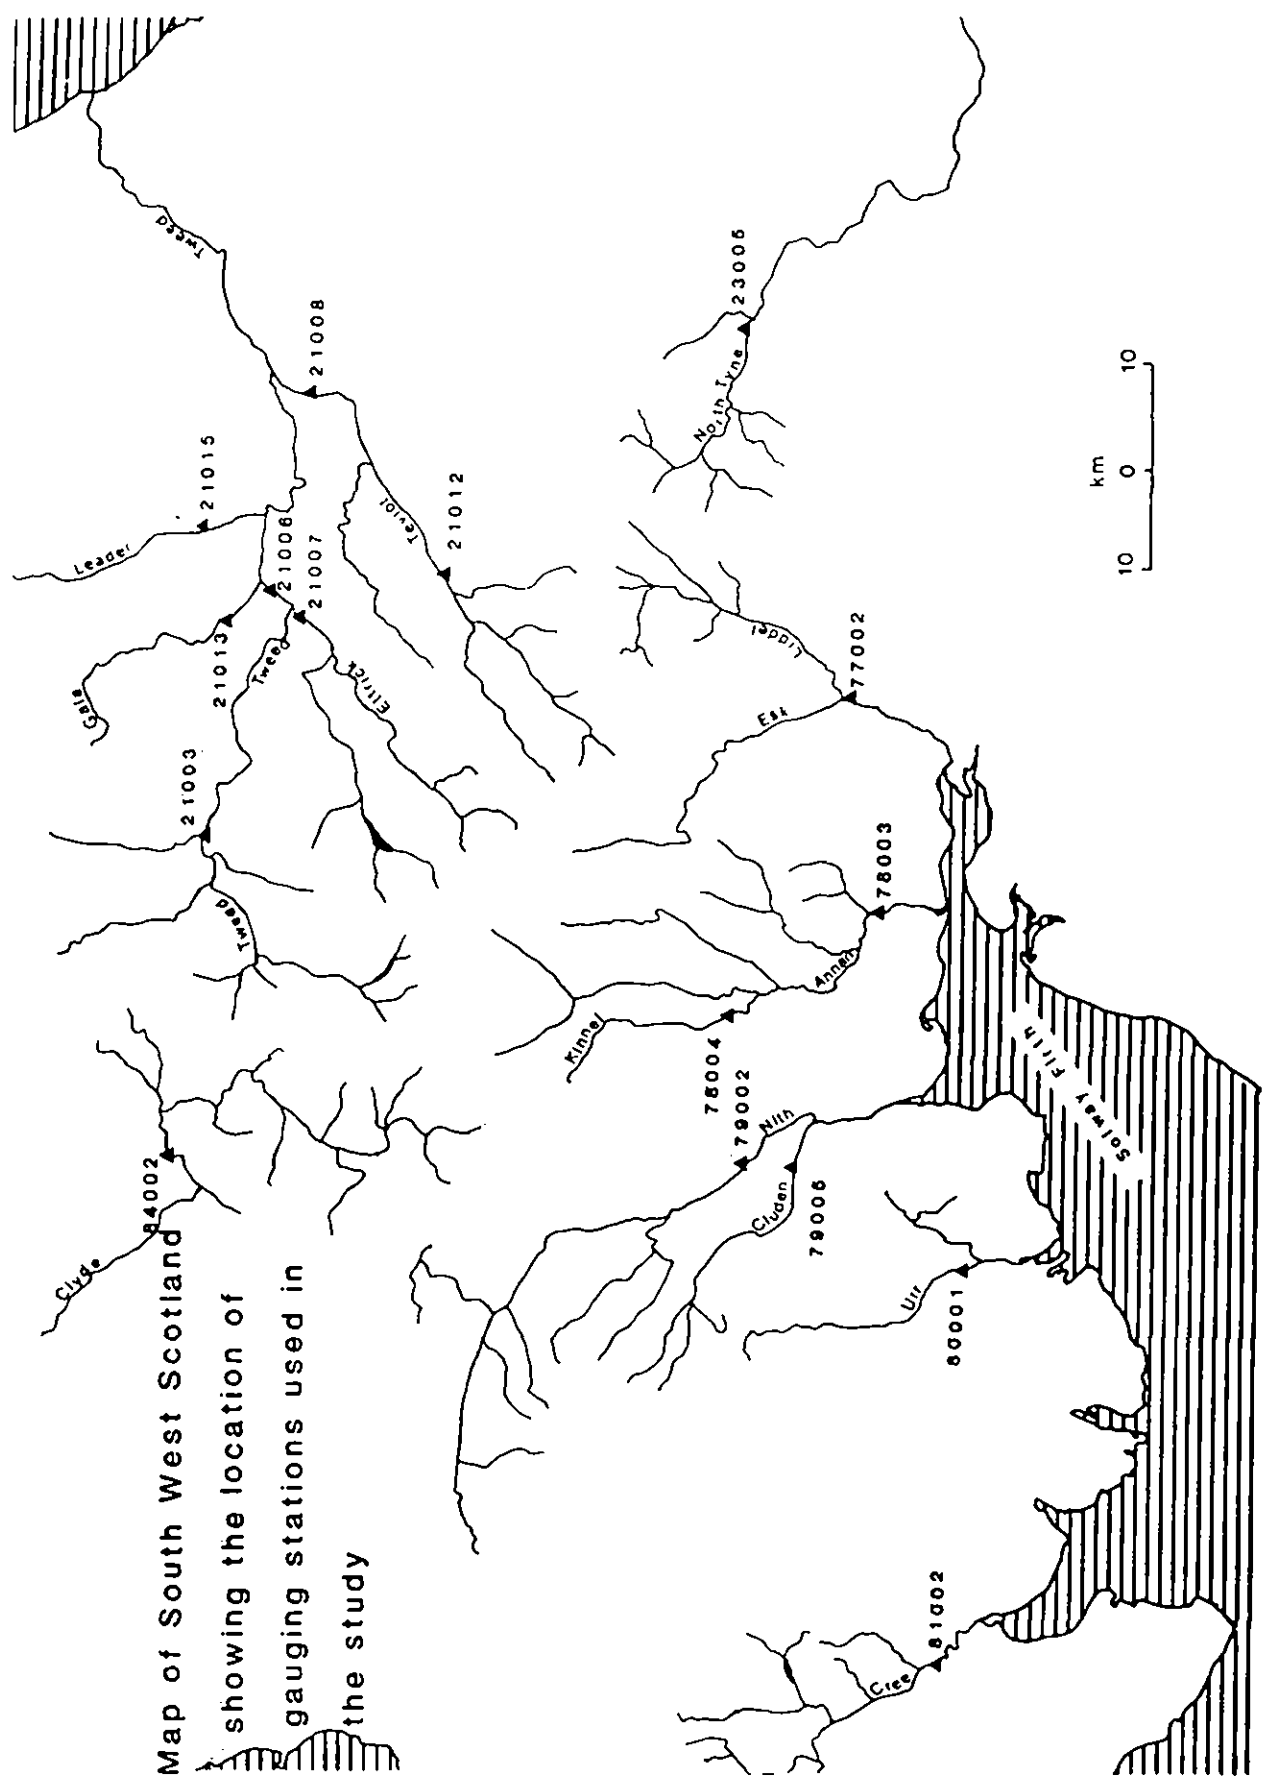 Map of South West Scotland
showing the location of
gauging stations used in
the study
Clyde
84002
Tweed
21003
Gala
21013
Tweed
Leader
21015
21006
21007
Ettrick
21008
Tweed
Teviot
21012
North Tyne
23005
Liddel
Esk
77002
Kinnel
78004
Annan
78003
79002
Nith
Cluden
79005
Urr
80001
Cree
81002
Solway Firth
10 0 10
km